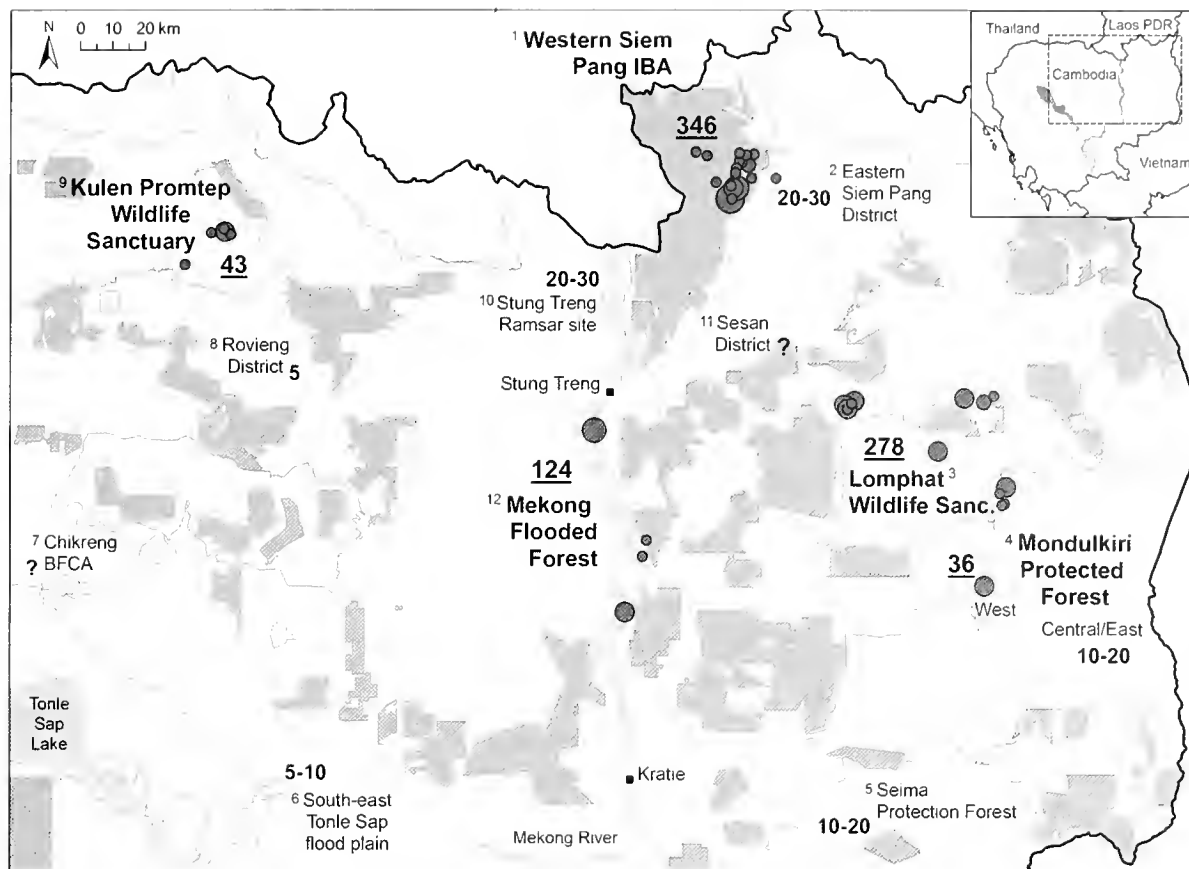 N
0 10 20 km
1 Western Siem
Pang IBA
Thailand
Laos PDR
Cambodia
Vietnam
346
9 Kulen Promtep
Wildlife
Sanctuary
43
20-30
2 Eastern
Siem Pang
District
20-30
10 Stung Treng
Ramsar site
11 Sesan
District ?
8 Rovieng
District 5
Stung Treng
124
12 Mekong
Flooded
Forest
278
Lomphat 3
Wildlife Sanc.
7 Chikreng
? BFCA
36
4 Mondulkiri
Protected
Forest
West
Central/East
10-20
Tonle
Sap
Lake
5-10
6 South-east
Tonle Sap
flood plain
Kratie
Mekong River
5 Seima
Protection Forest
10-20